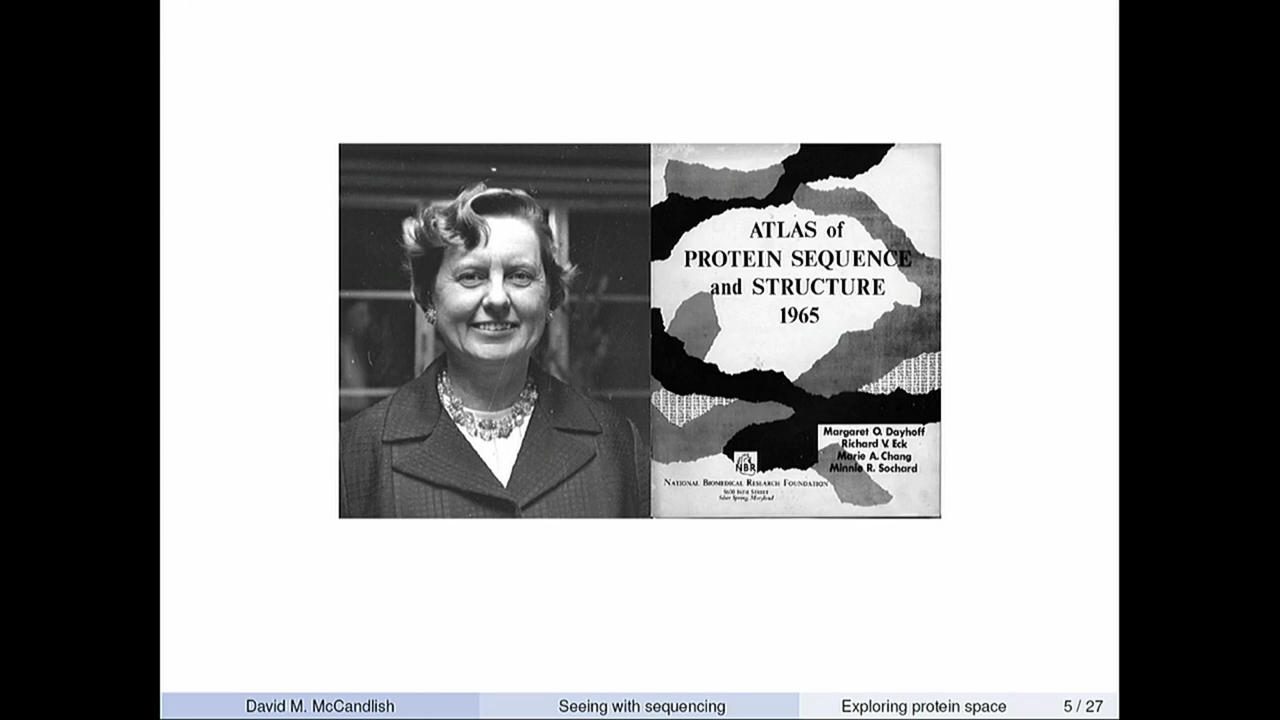 ATLAS of
PROTEIN SEQUENCE
and STRUCTURE
1965
Margaret O. Dayhoff
Richard V. Eck
Marie A. Chang
Minnie R. Sochard
NBR
NATIONAL BIOMEDICAL RESEARCH FOUNDATION
Silver Spring, Maryland
David M. McCandlish
Seeing with sequencing
Exploring protein space
5 / 27